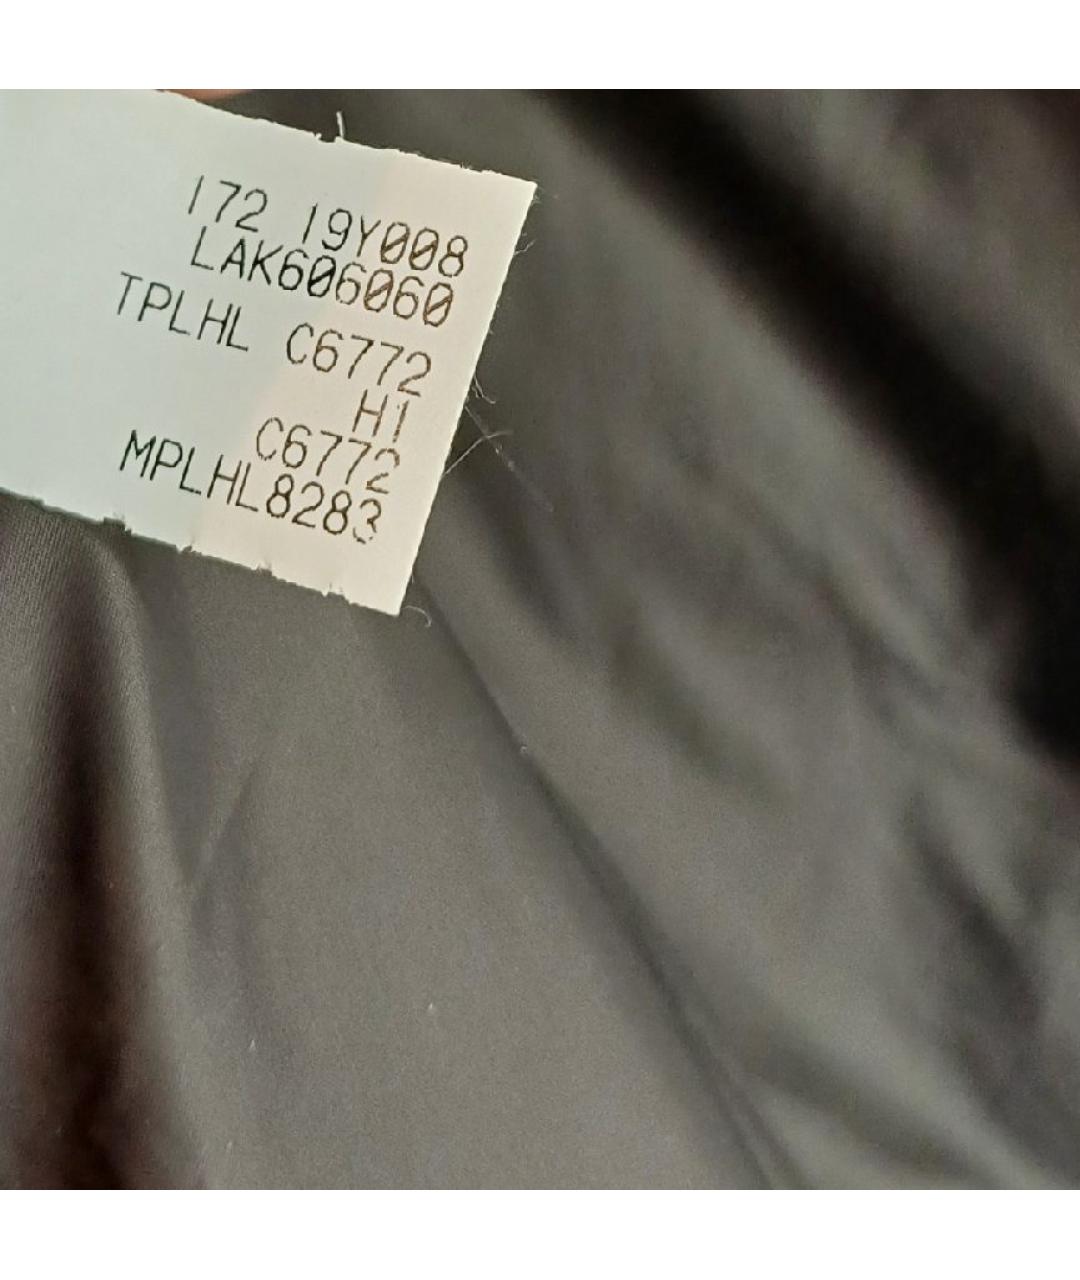 172 19Y008
LAK606060
TPLHL C6772
H1
C6772
MPLHL8283